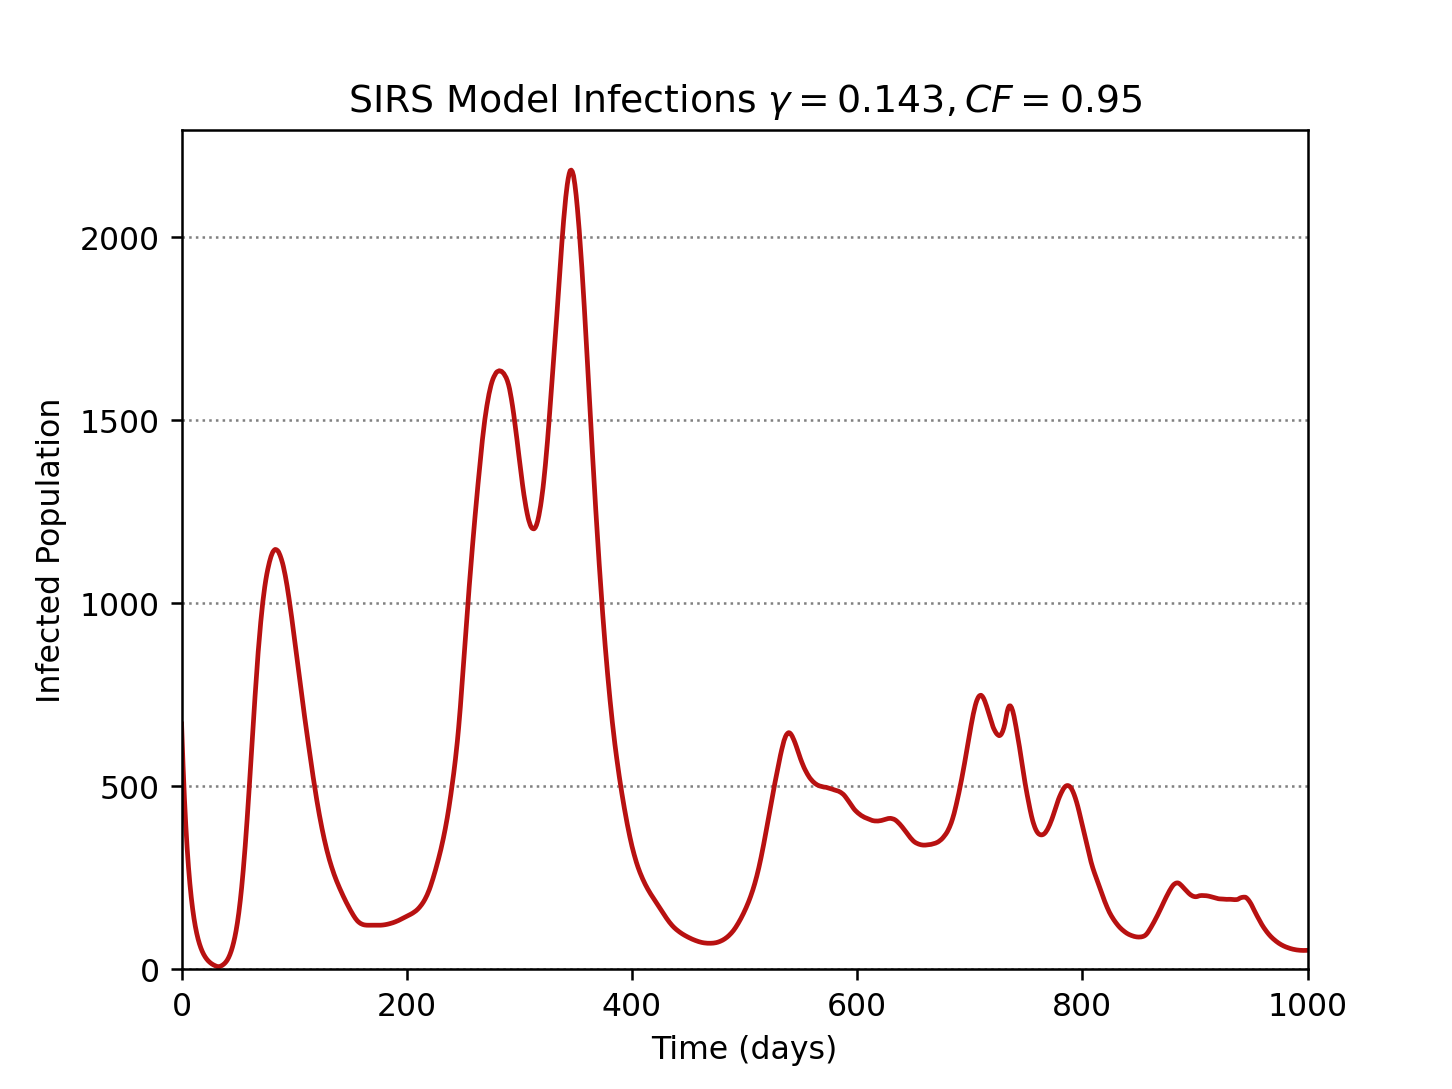 SIRS Model Infections γ = 0.143, CF = 0.95
Infected Population
2000
1500
1000
500
0
0 200 400 600 800 1000
Time (days)